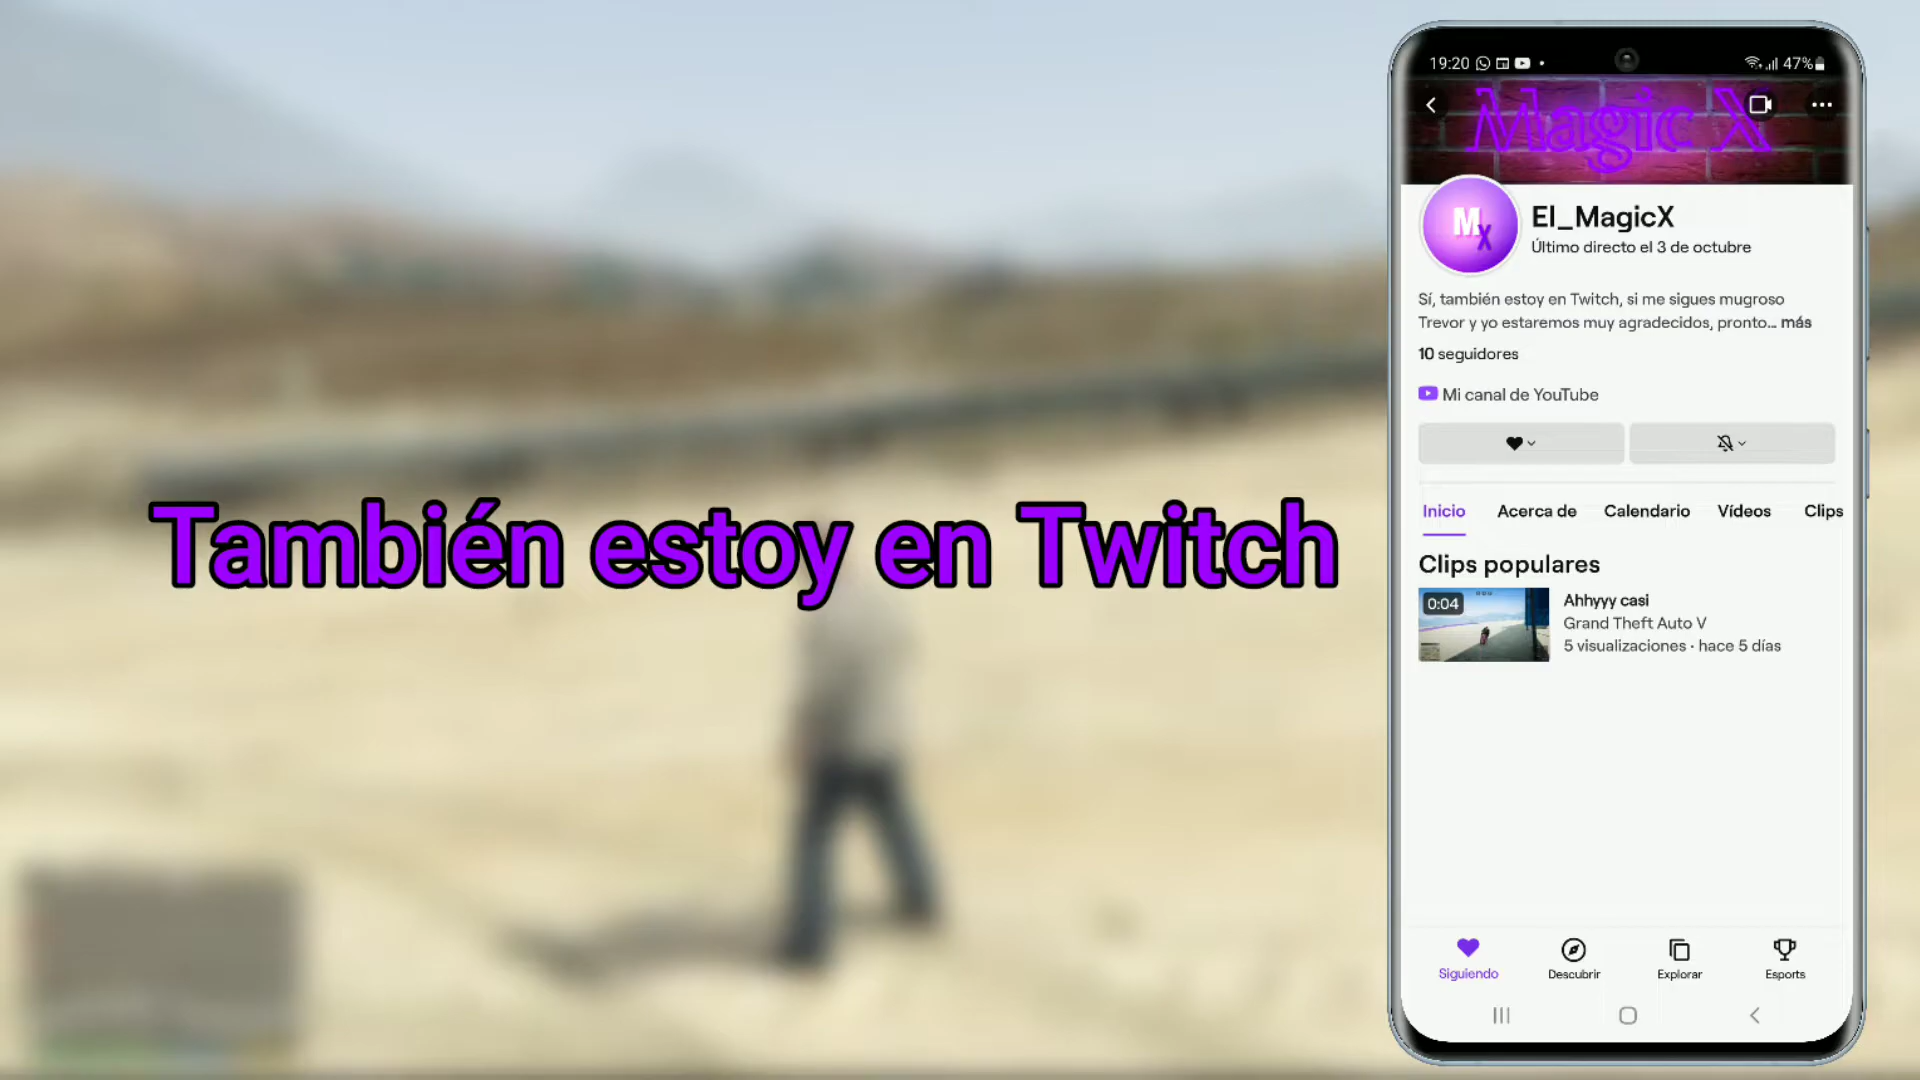 19:20
47%
Magic X
MX
El_MagicX
Último directo el 3 de octubre
Sí, también estoy en Twitch, si me sigues mugroso
Trevor y yo estaremos muy agradecidos, pronto... más
10 seguidores
Mi canal de YouTube
También estoy en Twitch
Inicio Acerca de Calendario Vídeos Clips
Clips populares
0:04
Ahhyyy casi
Grand Theft Auto V
5 visualizaciones · hace 5 días
Siguiendo Descubrir Explorar Esports